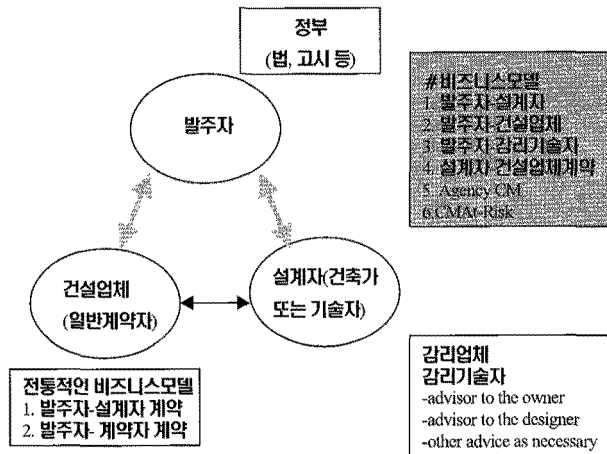 정부
(법, 고시 등)
발주자
#비즈니스모델
1. 발주자-설계자
2. 발주자-건설업체
3. 발주자-감리기술자
4. 설계자-건설업체계약
5. Agency CM
6.CMAt-Risk
건설업체
(일반계약자)
설계자(건축가
또는 기술자)
전통적인 비즈니스모델
1. 발주자-설계자 계약
2. 발주자- 계약자 계약
감리업체
감리기술자
-advisor to the owner
-advisor to the designer
-other advice as necessary